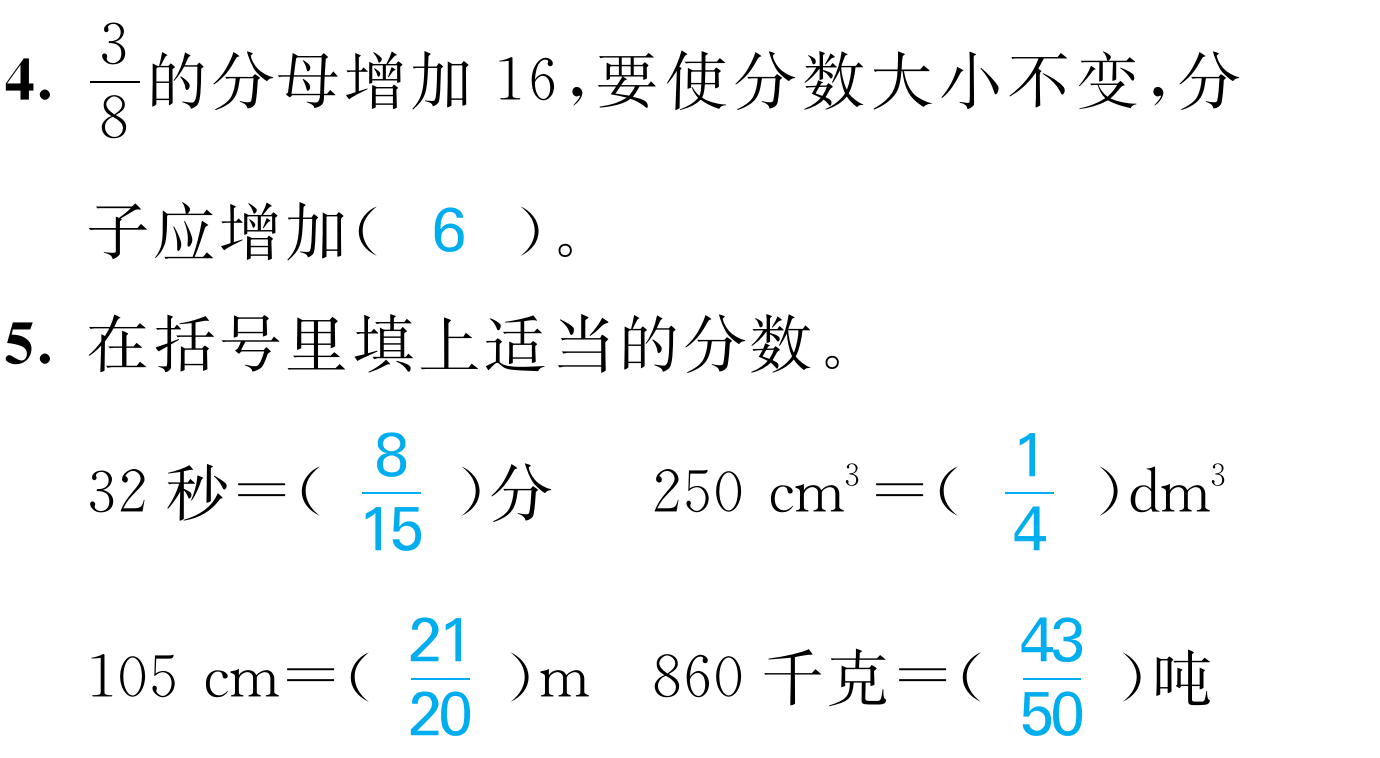 4. 3/8的分母增加 16,要使分数大小不变,分
子应增加( 6 )。
5. 在括号里填上适当的分数。
32 秒=( 8/15 )分 250 cm³=( 1/4 )dm³
105 cm=( 21/20 )m 860 千克=( 43/50 )吨